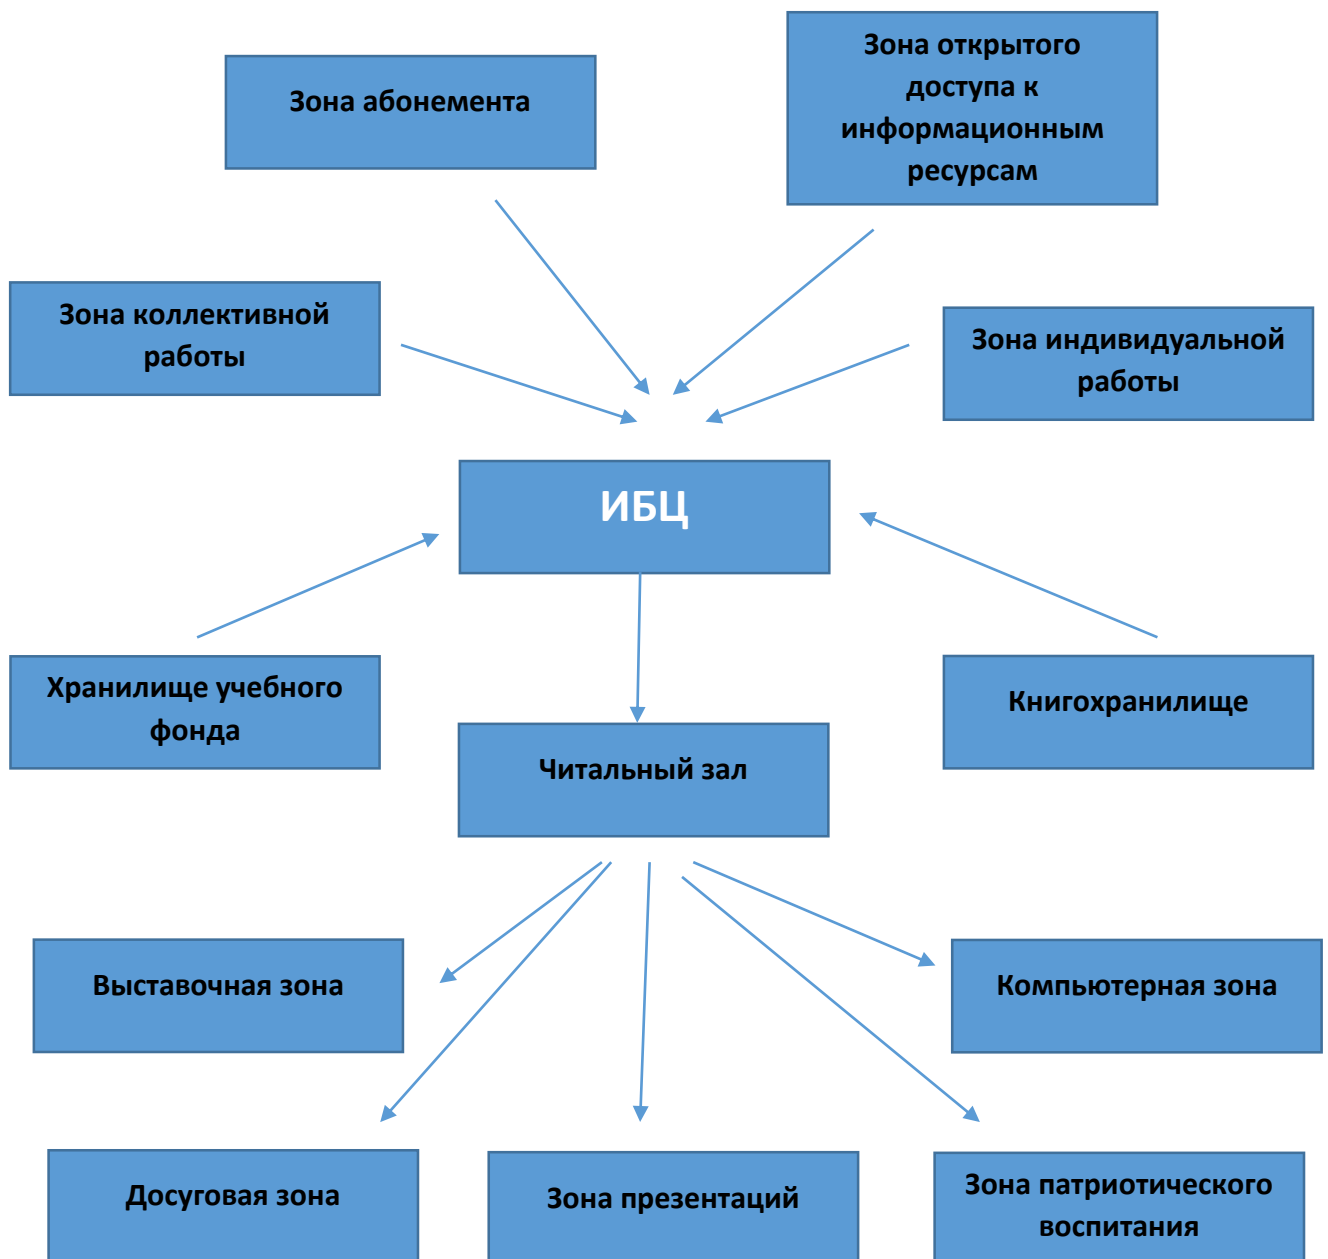 Зона абонемента
Зона открытого
доступа к
информационным
ресурсам
Зона коллективной
работы
Зона индивидуальной
работы
ИБЦ
Хранилище учебного
фонда
Книгохранилище
Читальный зал
Выставочная зона
Компьютерная зона
Досуговая зона
Зона презентаций
Зона патриотического
воспитания